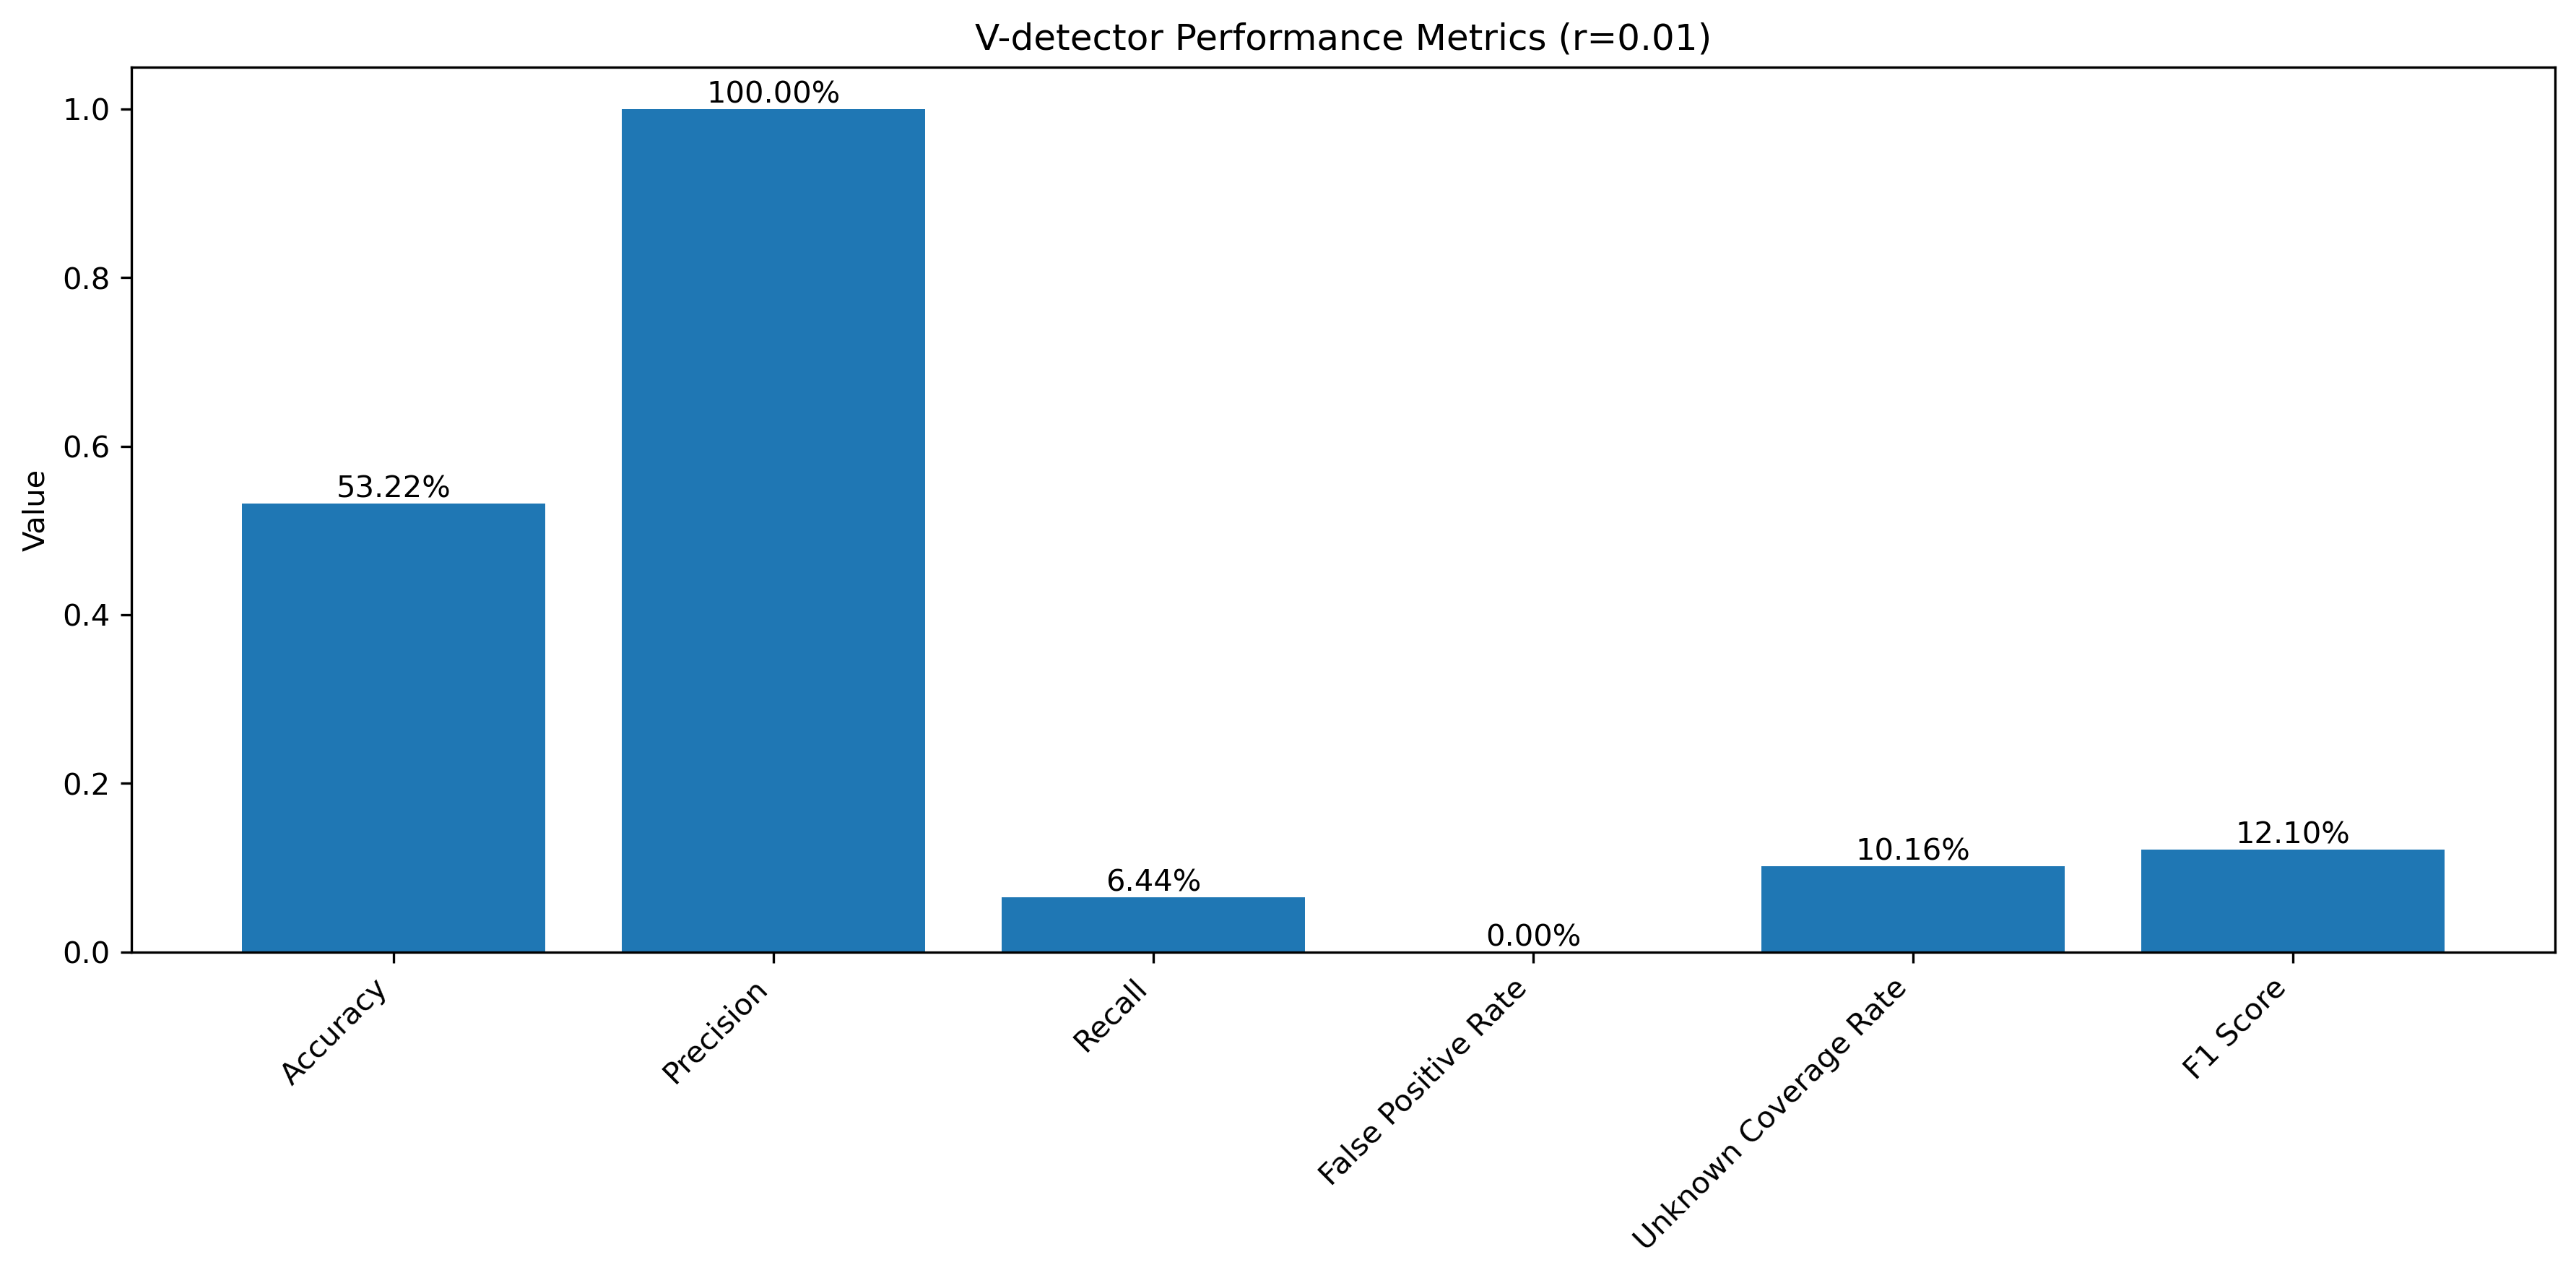 V-detector Performance Metrics (r=0.01)
Value
1.0
0.8
0.6
0.4
0.2
0.0
53.22%
100.00%
6.44%
0.00%
10.16%
12.10%
Accuracy
Precision
Recall
False Positive Rate
Unknown Coverage Rate
F1 Score